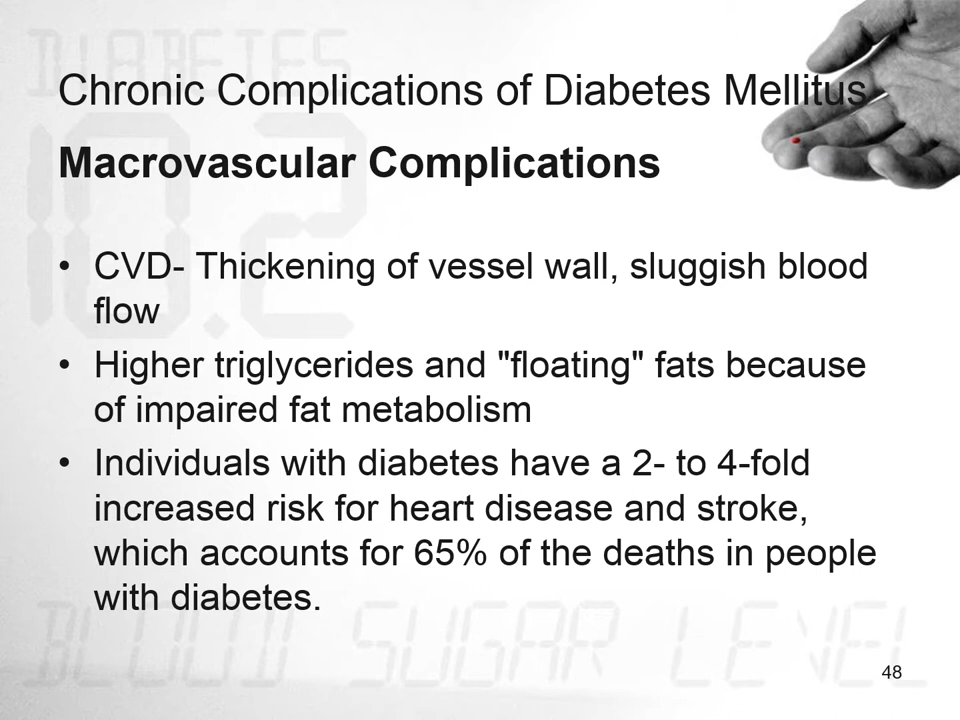 DIABETES
Chronic Complications of Diabetes Mellitus
10.2
Macrovascular Complications
• CVD- Thickening of vessel wall, sluggish blood
flow
• Higher triglycerides and "floating" fats because
of impaired fat metabolism
• Individuals with diabetes have a 2- to 4-fold
increased risk for heart disease and stroke,
which accounts for 65% of the deaths in people
with diabetes.
BLOOD SUGAR LEVEL
48